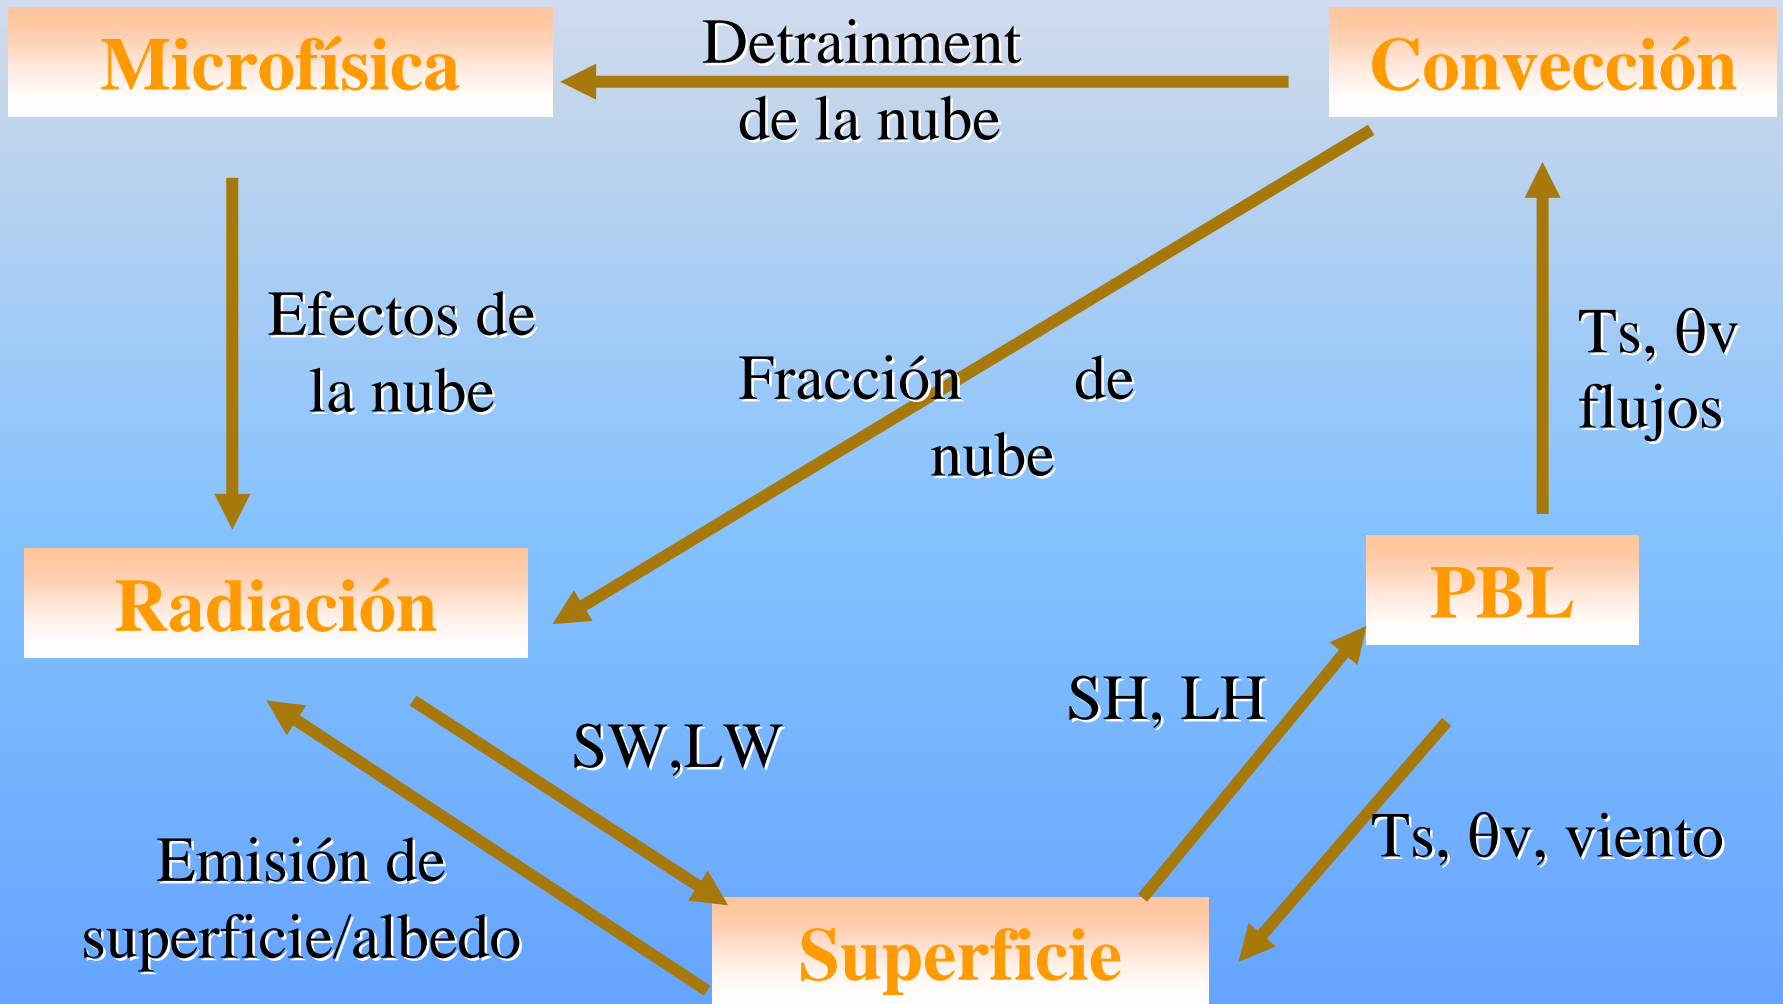 Microfísica
Detrainment
de la nube
Convección
Efectos de
la nube
Fracción de
nube
Ts, θv
flujos
Radiación
PBL
SW,LW
SH, LH
Emisión de
superficie/albedo
Ts, θv, viento
Superficie